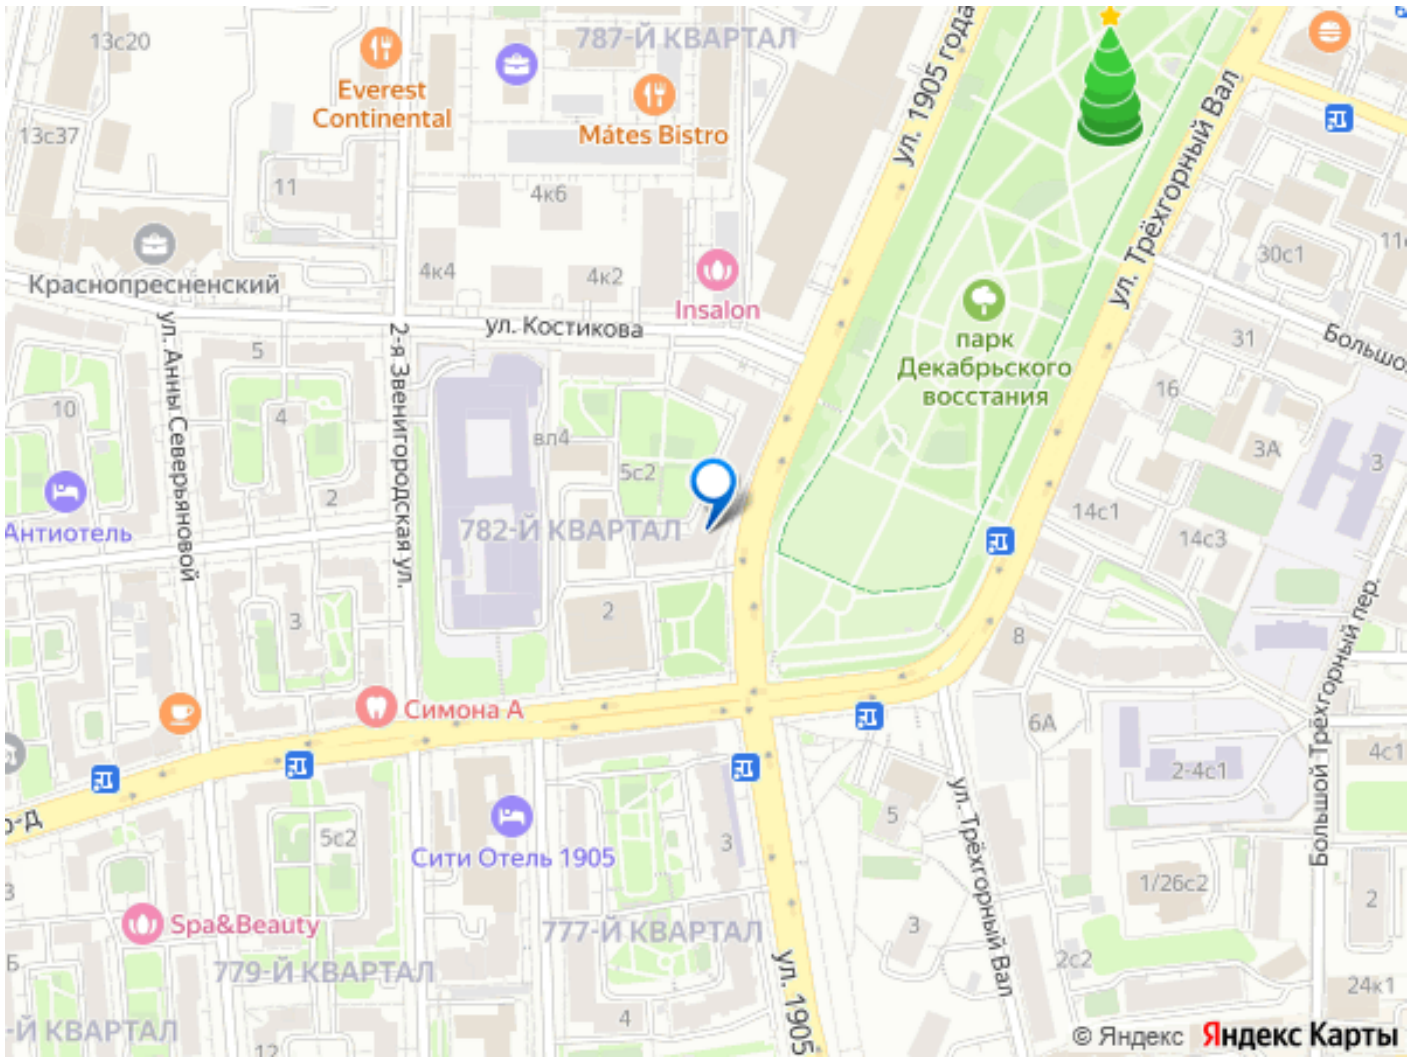 13с20
787-Й КВАРТАЛ
ул. 1905 года
Everest
Continental
Mátes Bistro
13с37
ул. Трёхгорный Вал
11
4к6
Краснопресненский
4к4
4к2
30с1
Insalon
парк
Декабрьского
восстания
ул. Костикова
31
ул. Анны Северьяновой
5
2-я Звенигородская ул.
16
10
4
вл4
5с2
3А
3
2
14с1
Антиотель
782-Й КВАРТАЛ
14с3
3
2
8
Большой Трёхгорный пер.
Симона А
6А
4с1
2-4с1
5с2
Сити Отель 1905
3
5
ул. Трёхгорный Вал
1/26с2
2
Spa&Beauty
777-Й КВАРТАЛ
3
779-Й КВАРТАЛ
ул. 1905
2с2
24к1
-Й КВАРТАЛ
4
12
© Яндекс Яндекс Карты